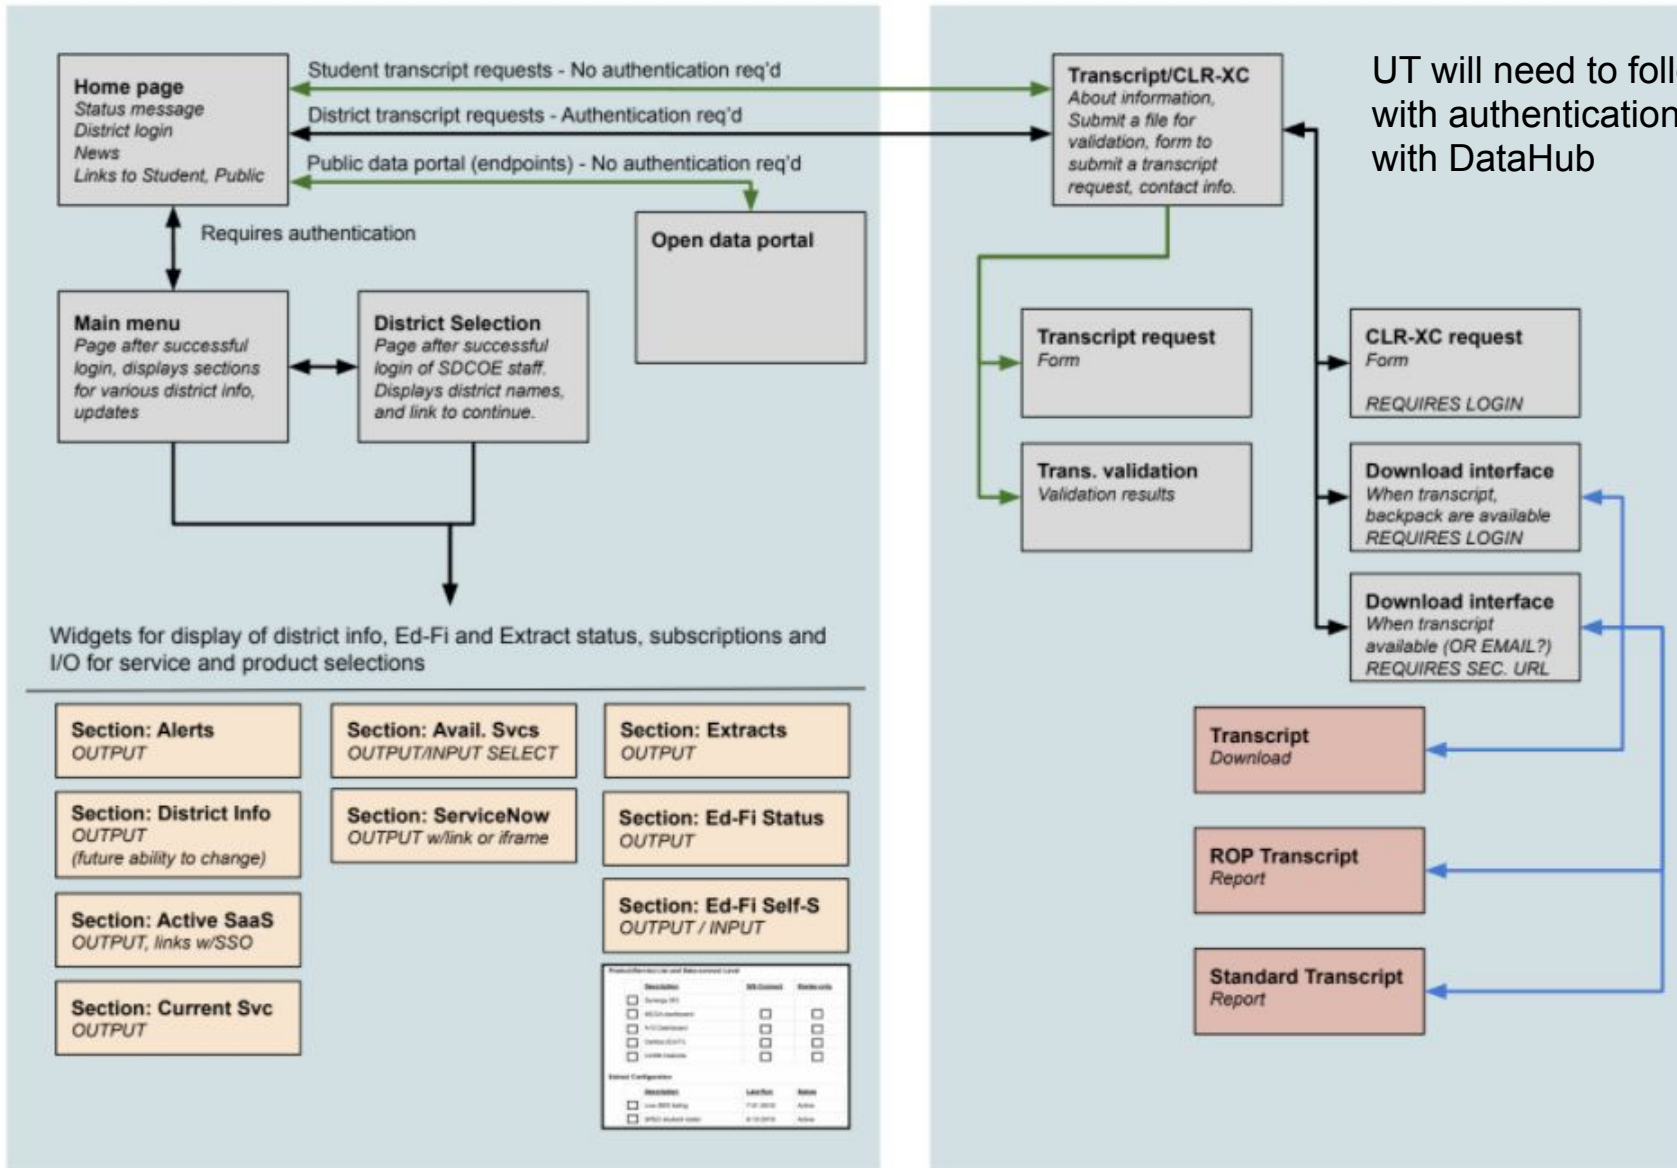 Home page
Status message
District login
News
Links to Student, Public
Student transcript requests - No authentication req'd
District transcript requests - Authentication req'd
Public data portal (endpoints) - No authentication req'd
Requires authentication
Open data portal
Main menu
Page after successful
login, displays sections
for various district info,
updates
District Selection
Page after successful
login of SDCOE staff.
Displays district names,
and link to continue.
Widgets for display of district info, Ed-Fi and Extract status, subscriptions and
I/O for service and product selections
Section: Alerts
OUTPUT
Section: District Info
OUTPUT
(future ability to change)
Section: Active SaaS
OUTPUT, links w/SSO
Section: Current Svc
OUTPUT
Section: Avail. Svcs
OUTPUT/INPUT SELECT
Section: ServiceNow
OUTPUT w/link or iframe
Section: Extracts
OUTPUT
Section: Ed-Fi Status
OUTPUT
Section: Ed-Fi Self-S
OUTPUT / INPUT
Description
Extract Configuration
Description
Last Run
Status
Active
Active
Transcript/CLR-XC
About information,
Submit a file for
validation, form to
submit a transcript
request, contact info.
UT will need to foll
with authentication
with DataHub
Transcript request
Form
Trans. validation
Validation results
CLR-XC request
Form
REQUIRES LOGIN
Download interface
When transcript,
backpack are available
REQUIRES LOGIN
Download interface
When transcript
available (OR EMAIL?)
REQUIRES SEC. URL
Transcript
Download
ROP Transcript
Report
Standard Transcript
Report